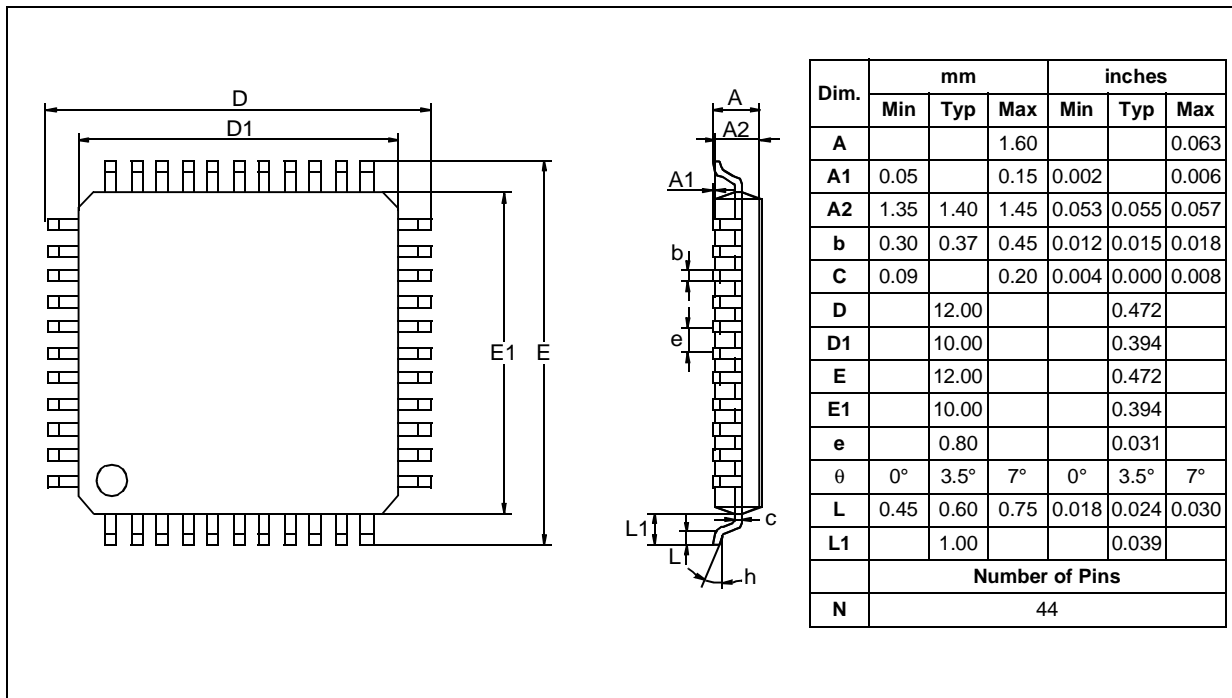 D
D1
E1
E
A
A2
A1
b
e
c
L1
L
h
Dim. mm inches
Min Typ Max Min Typ Max
A 1.60 0.063
A1 0.05 0.15 0.002 0.006
A2 1.35 1.40 1.45 0.053 0.055 0.057
b 0.30 0.37 0.45 0.012 0.015 0.018
C 0.09 0.20 0.004 0.000 0.008
D 12.00 0.472
D1 10.00 0.394
E 12.00 0.472
E1 10.00 0.394
e 0.80 0.031
θ 0° 3.5° 7° 0° 3.5° 7°
L 0.45 0.60 0.75 0.018 0.024 0.030
L1 1.00 0.039
Number of Pins
N 44